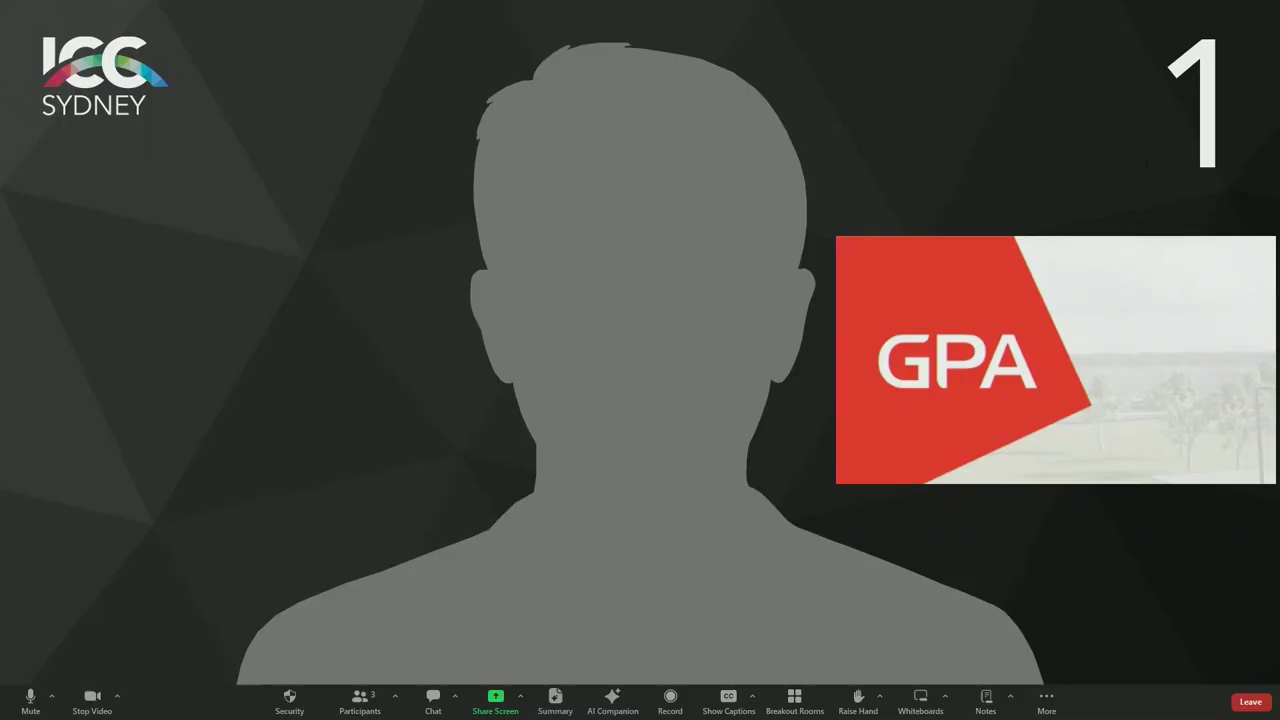 ICC
SYDNEY
1
GPA
Mute
Stop Video
Security
Participants
3
Chat
Share Screen
Summary
AI Companion
Record
CC
Show Captions
Breakout Rooms
Raise Hand
Whiteboards
Notes
More
Leave